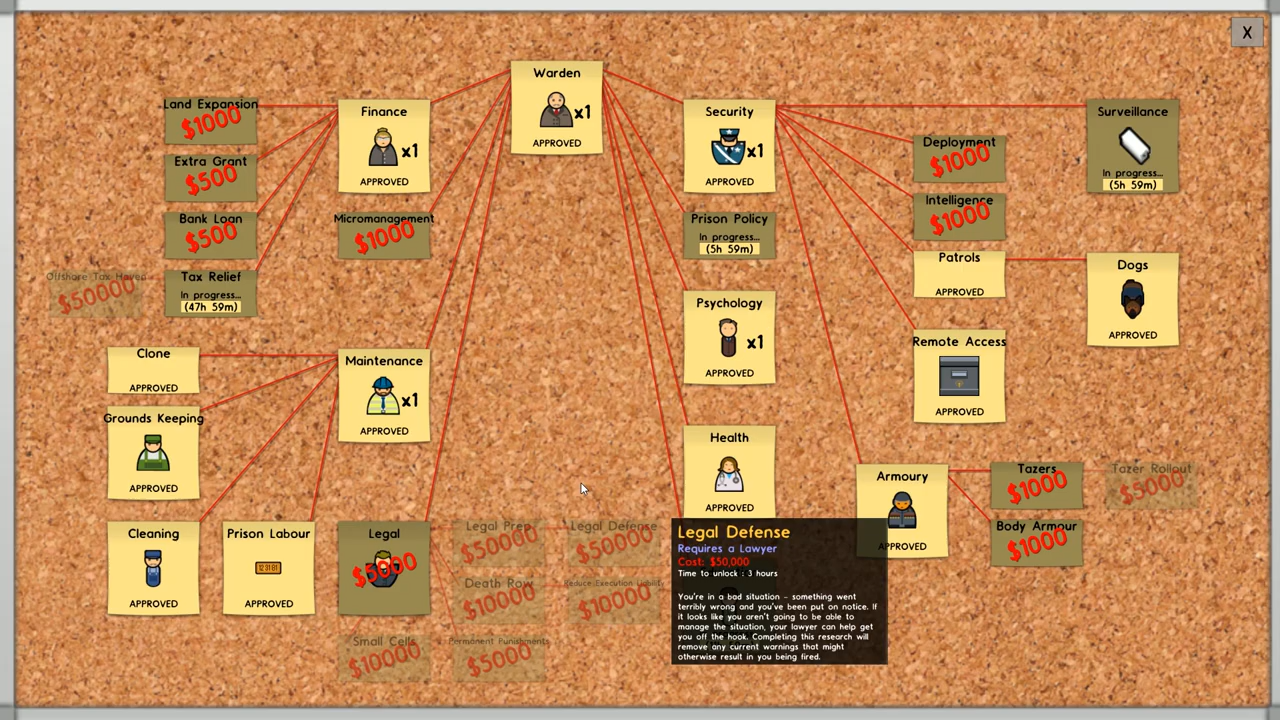 X
Warden
x1
APPROVED
Land Expansion
$1000
Extra Grant
$500
Bank Loan
$500
Tax Relief
In progress...
(47h 59m)
Offshore Tax Haven
$50000
Finance
x1
APPROVED
Micromanagement
$1000
Security
x1
APPROVED
Prison Policy
In progress...
(5h 59m)
Deployment
$1000
Intelligence
$1000
Patrols
APPROVED
Remote Access
APPROVED
Surveillance
In progress...
(5h 59m)
Dogs
APPROVED
Psychology
x1
APPROVED
Clone
APPROVED
Grounds Keeping
APPROVED
Maintenance
x1
APPROVED
Health
APPROVED
Armoury
APPROVED
Tazers
$1000
Tazer Rollout
$5000
Body Armour
$1000
Cleaning
APPROVED
Prison Labour
APPROVED
Legal
$5000
Legal Prep
$50000
Legal Defense
$50000
Death Row
$10000
Reduce Execution Liability
$10000
Small Cells
$10000
Permanent Punishments
$5000
Legal Defense
Requires a Lawyer
Cost: $50,000
Time to unlock : 3 hours
You're in a bad situation - something went
terribly wrong and you've been put on notice. If
it looks like you aren't going to be able to
manage the situation, your lawyer can help get
you off the hook. Completing this research will
remove any current warnings that might
otherwise result in you being fired.